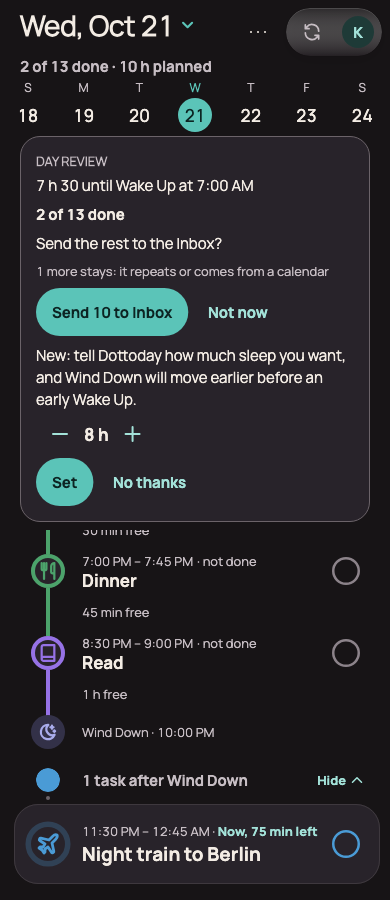 Wed, Oct 21
...
K
2 of 13 done · 10 h planned
S M T W T F S
18 19 20 21 22 23 24
DAY REVIEW
7 h 30 until Wake Up at 7:00 AM
2 of 13 done
Send the rest to the Inbox?
1 more stays: it repeats or comes from a calendar
Send 10 to Inbox Not now
New: tell Dottoday how much sleep you want,
and Wind Down will move earlier before an
early Wake Up.
— 8 h +
Set No thanks
30 min free
7:00 PM – 7:45 PM · not done
Dinner
45 min free
8:30 PM – 9:00 PM · not done
Read
1 h free
Wind Down · 10:00 PM
1 task after Wind Down Hide
11:30 PM – 12:45 AM · Now, 75 min left
Night train to Berlin